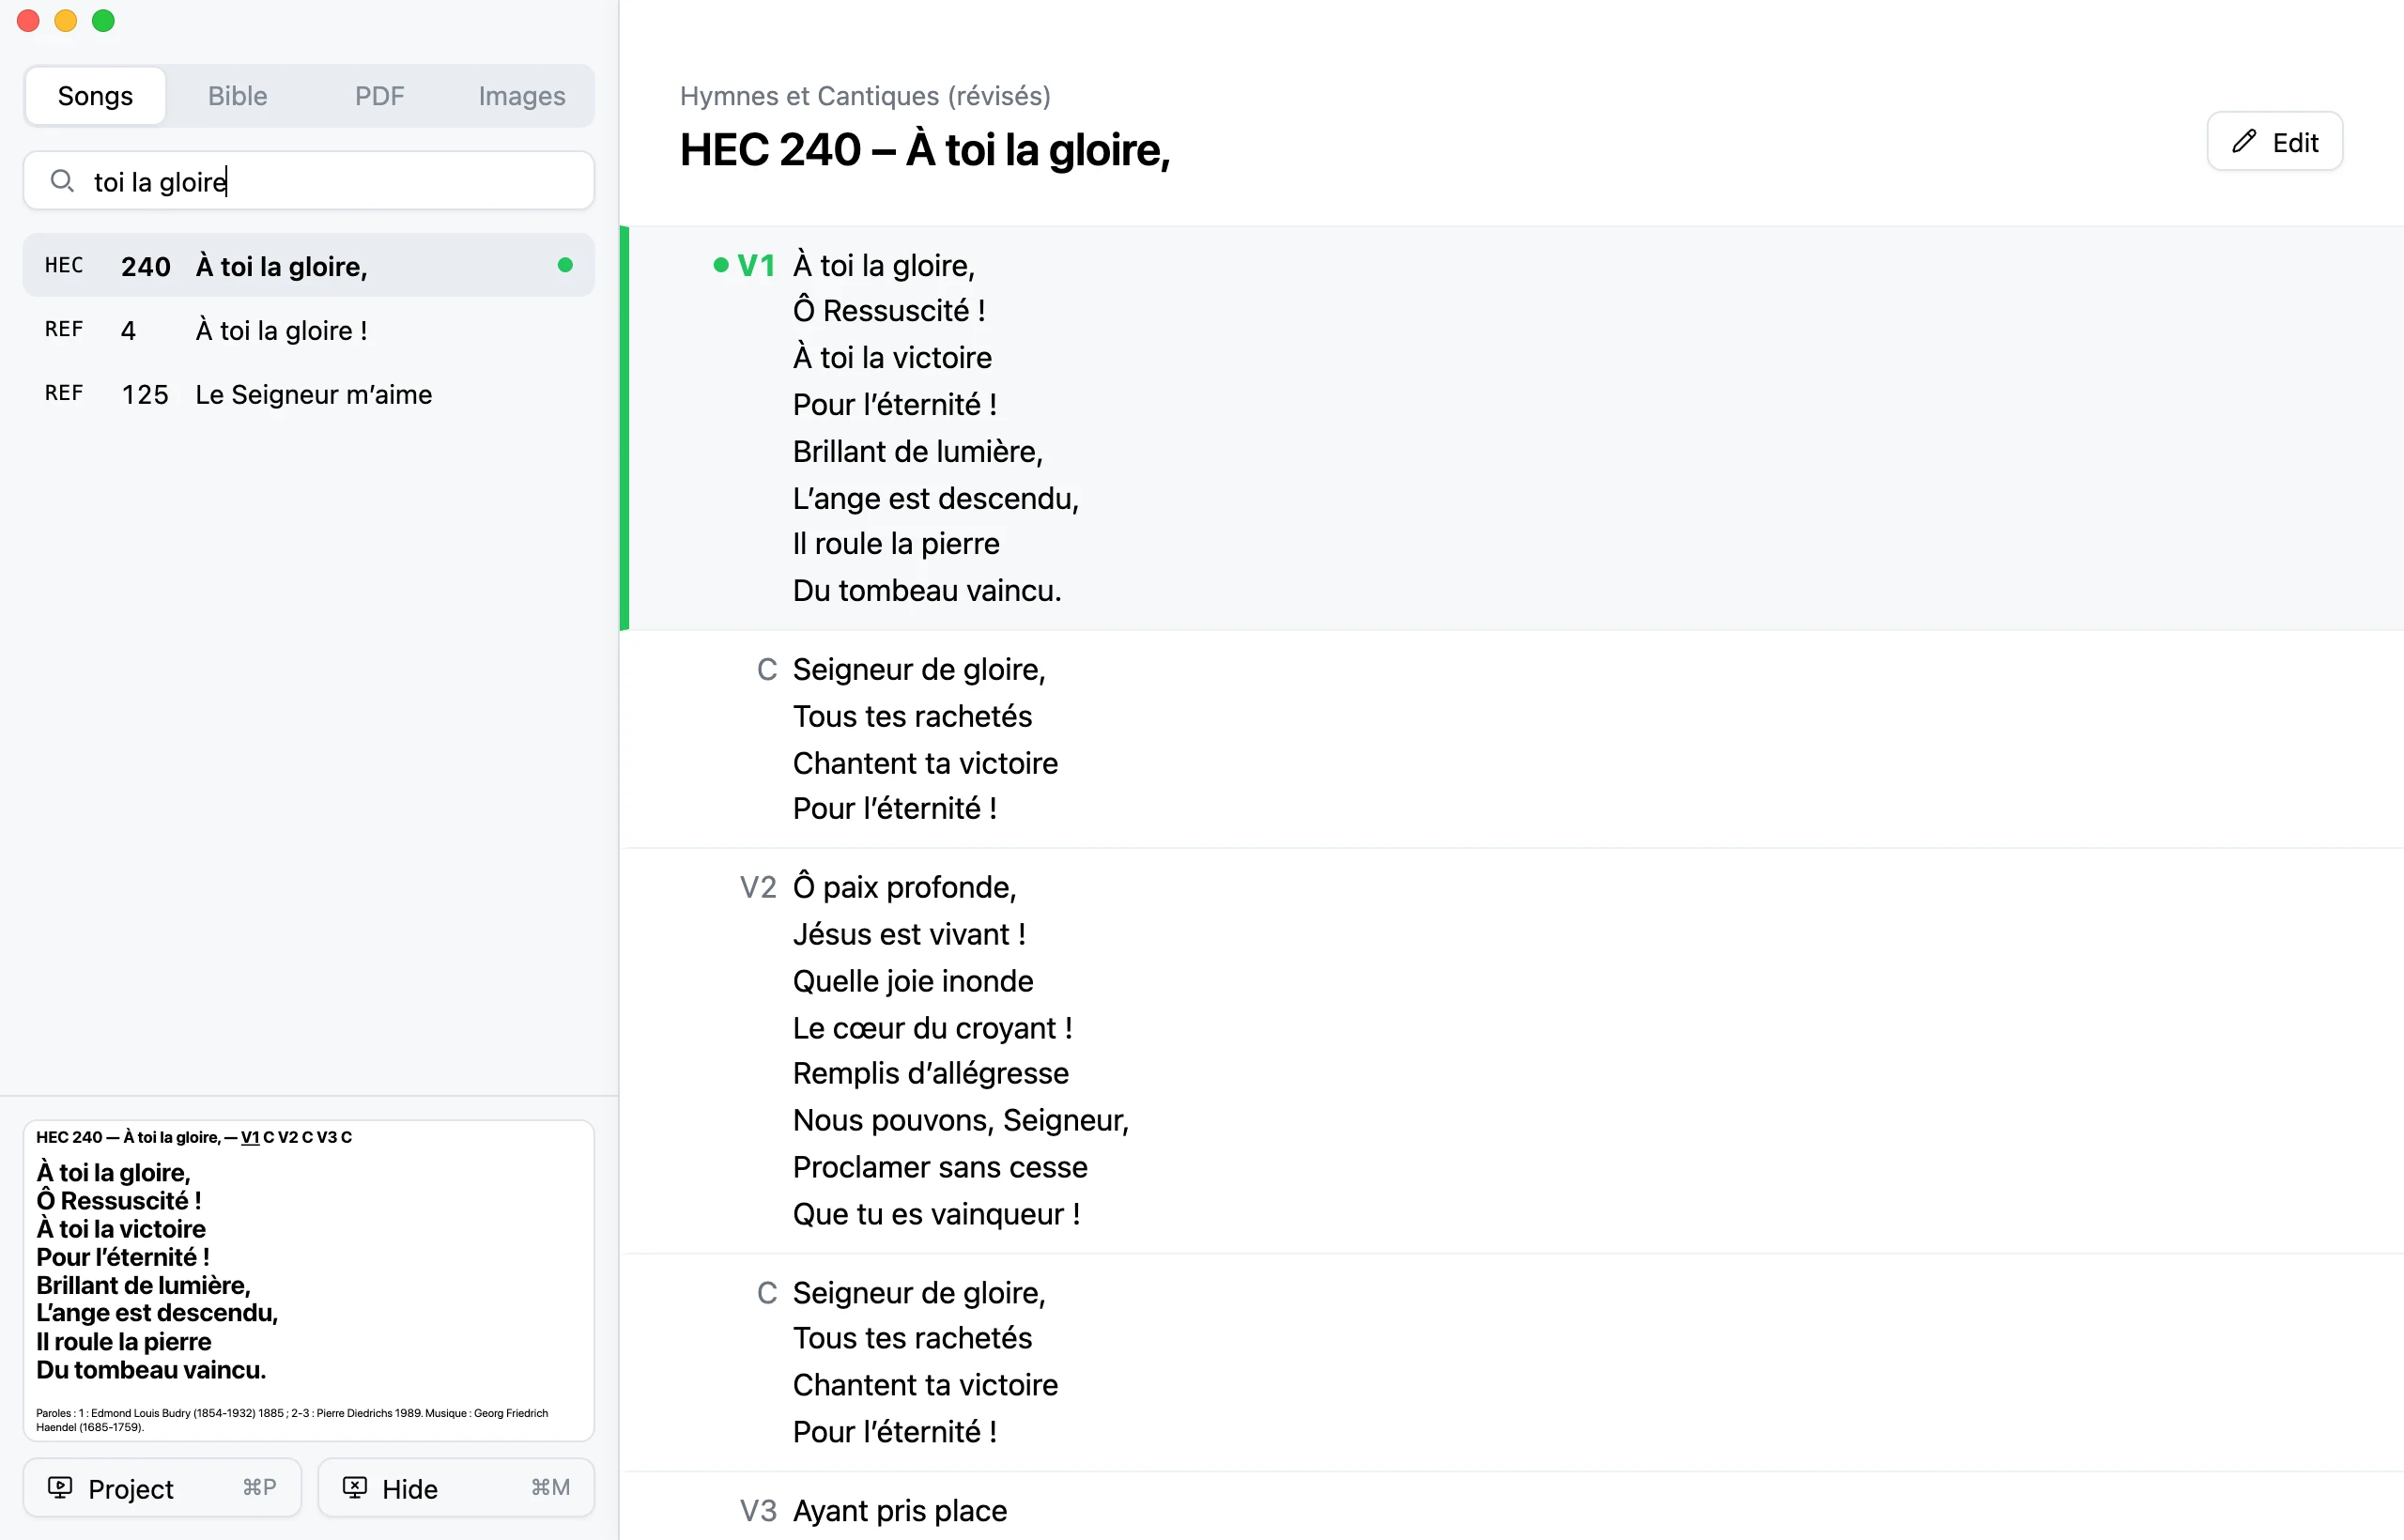 Songs Bible PDF Images
toi la gloire
HEC 240 À toi la gloire,
REF 4 À toi la gloire !
REF 125 Le Seigneur m’aime
HEC 240 — À toi la gloire, — V1 C V2 C V3 C
À toi la gloire,
Ô Ressuscité !
À toi la victoire
Pour l’éternité !
Brillant de lumière,
L’ange est descendu,
Il roule la pierre
Du tombeau vaincu.
Paroles : 1 : Edmond Louis Budry (1854-1932) 1885 ; 2-3 : Pierre Diedrichs 1989. Musique : Georg Friedrich
Haendel (1685-1759).
Project ⌘P Hide ⌘M
Hymnes et Cantiques (révisés)
HEC 240 – À toi la gloire,
Edit
V1 À toi la gloire,
Ô Ressuscité !
À toi la victoire
Pour l’éternité !
Brillant de lumière,
L’ange est descendu,
Il roule la pierre
Du tombeau vaincu.
C Seigneur de gloire,
Tous tes rachetés
Chantent ta victoire
Pour l’éternité !
V2 Ô paix profonde,
Jésus est vivant !
Quelle joie inonde
Le cœur du croyant !
Remplis d’allégresse
Nous pouvons, Seigneur,
Proclamer sans cesse
Que tu es vainqueur !
C Seigneur de gloire,
Tous tes rachetés
Chantent ta victoire
Pour l’éternité !
V3 Ayant pris place